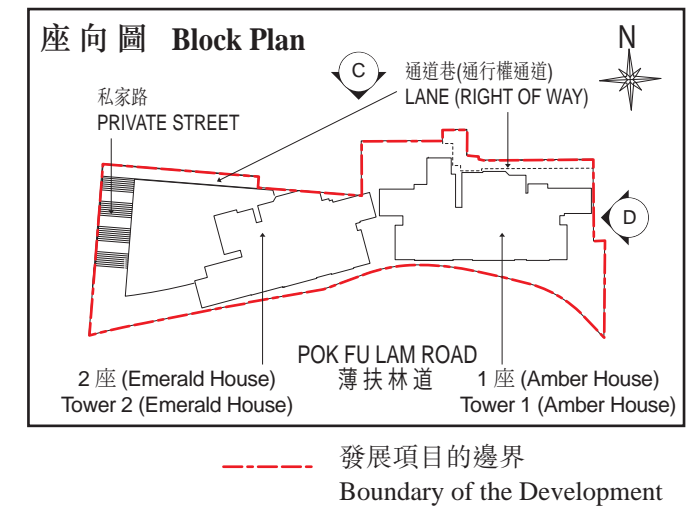 座向圖 Block Plan
N
C
通道巷(通行權通道)
LANE (RIGHT OF WAY)
私家路
PRIVATE STREET
D
POK FU LAM ROAD
薄扶林道
2 座 (Emerald House)
Tower 2 (Emerald House)
1 座 (Amber House)
Tower 1 (Amber House)
發展項目的邊界
Boundary of the Development